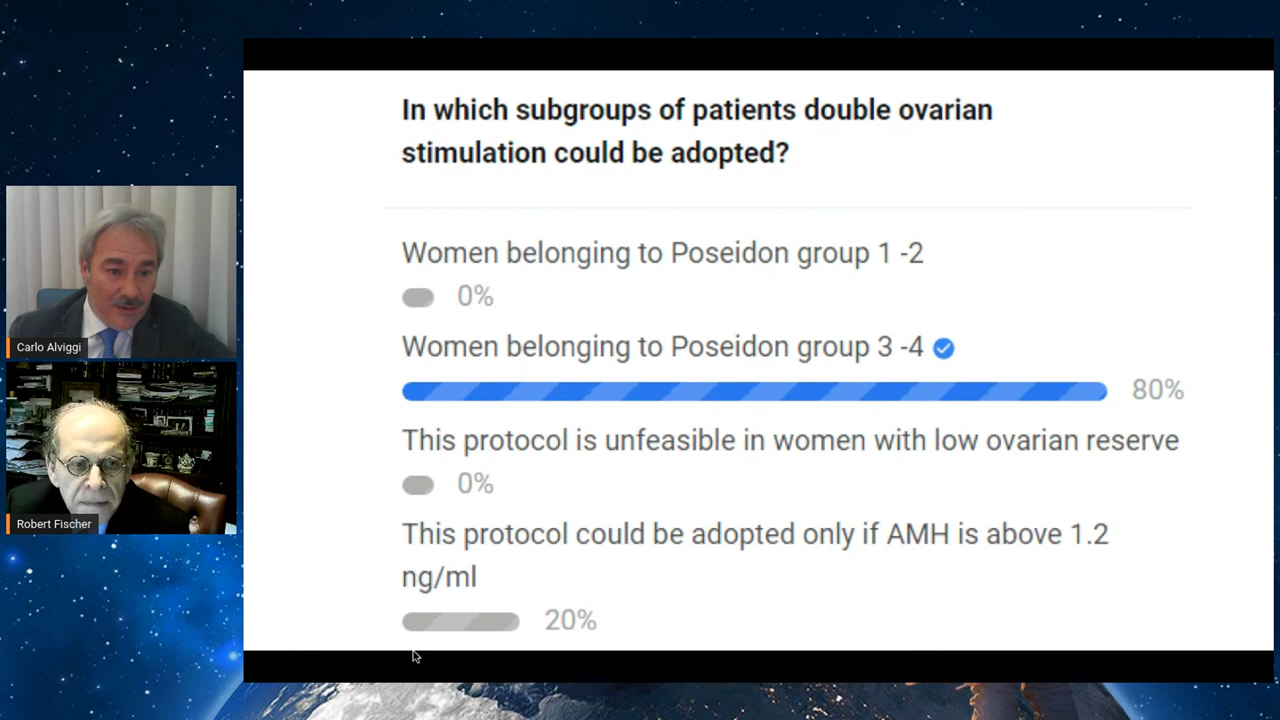 In which subgroups of patients double ovarian
stimulation could be adopted?
Women belonging to Poseidon group 1 -2
0%
Women belonging to Poseidon group 3 -4
80%
This protocol is unfeasible in women with low ovarian reserve
0%
This protocol could be adopted only if AMH is above 1.2
ng/ml
20%
Carlo Alviggi
Robert Fischer